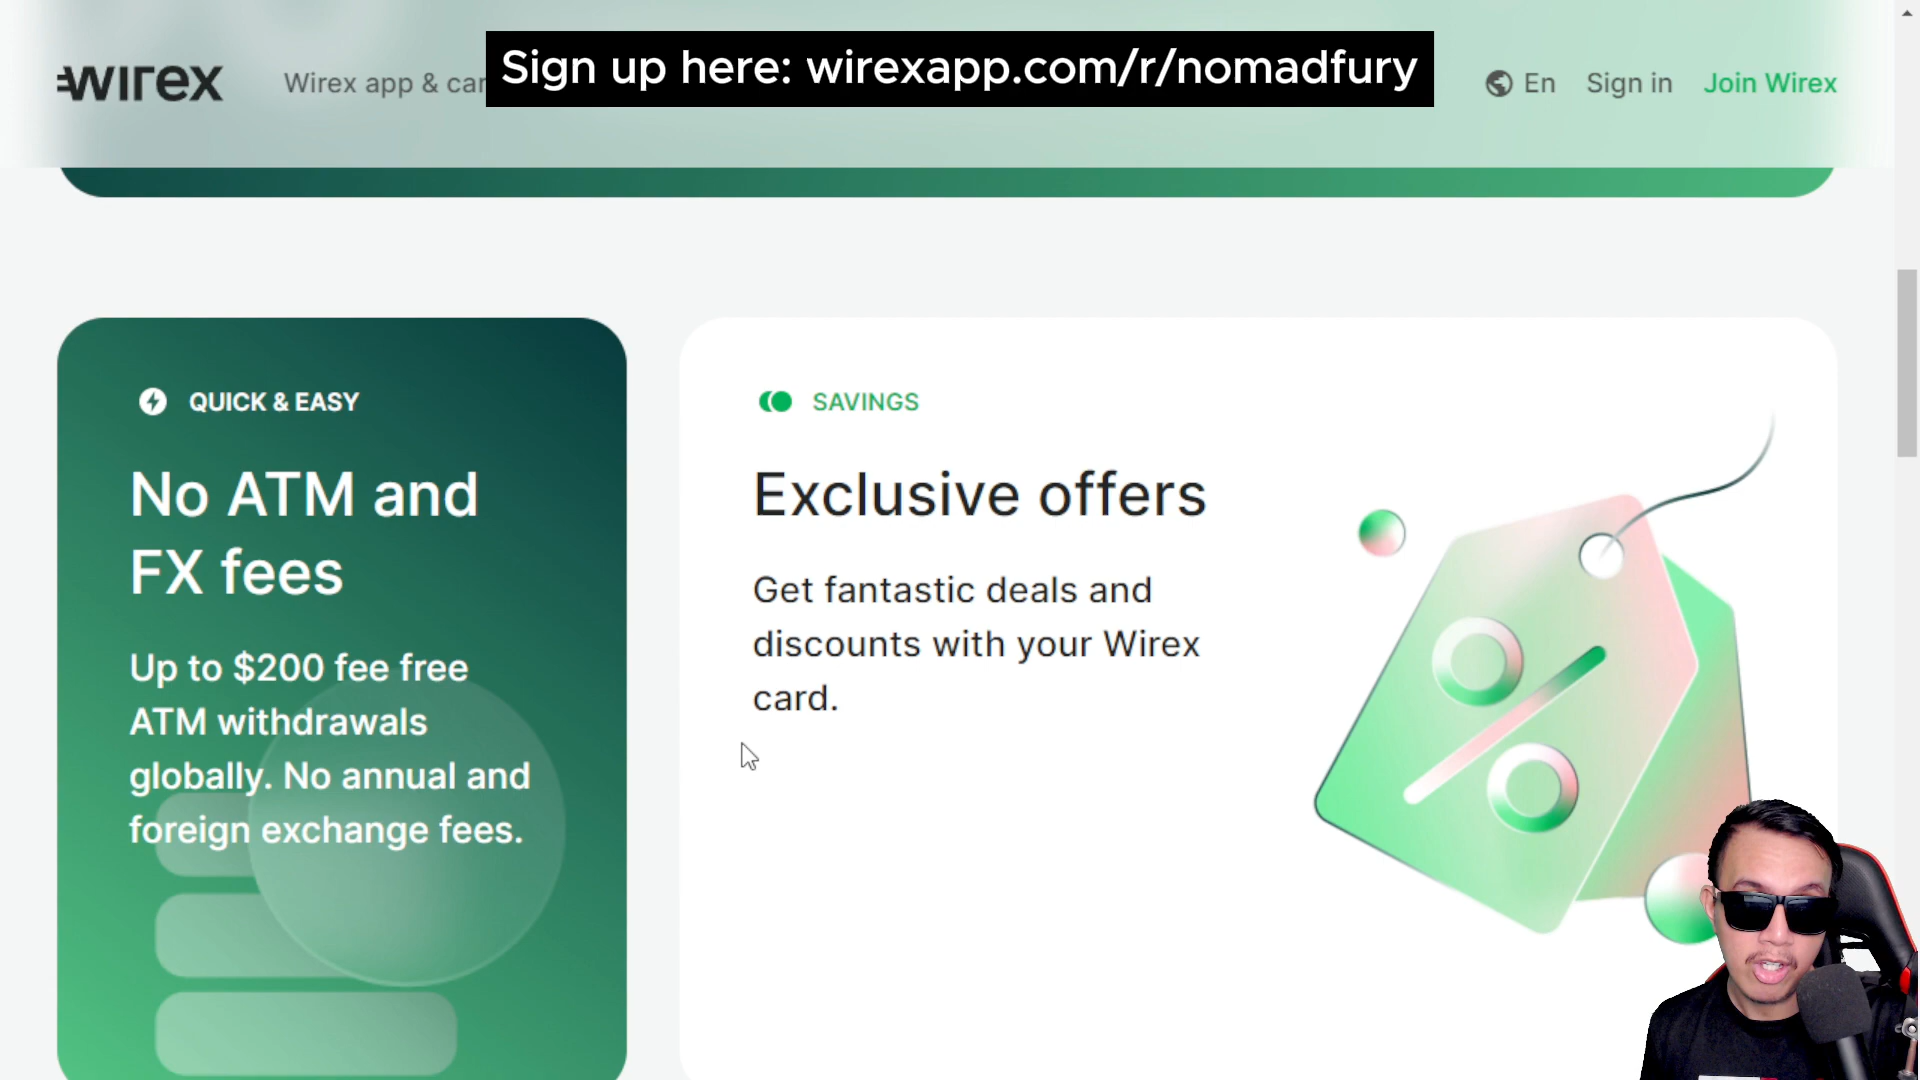 Sign up here: wirexapp.com/r/nomadfury
wirex
Wirex app & car
En
Sign in
Join Wirex
QUICK & EASY
No ATM and
FX fees
Up to $200 fee free
ATM withdrawals
globally. No annual and
foreign exchange fees.
SAVINGS
Exclusive offers
Get fantastic deals and
discounts with your Wirex
card.